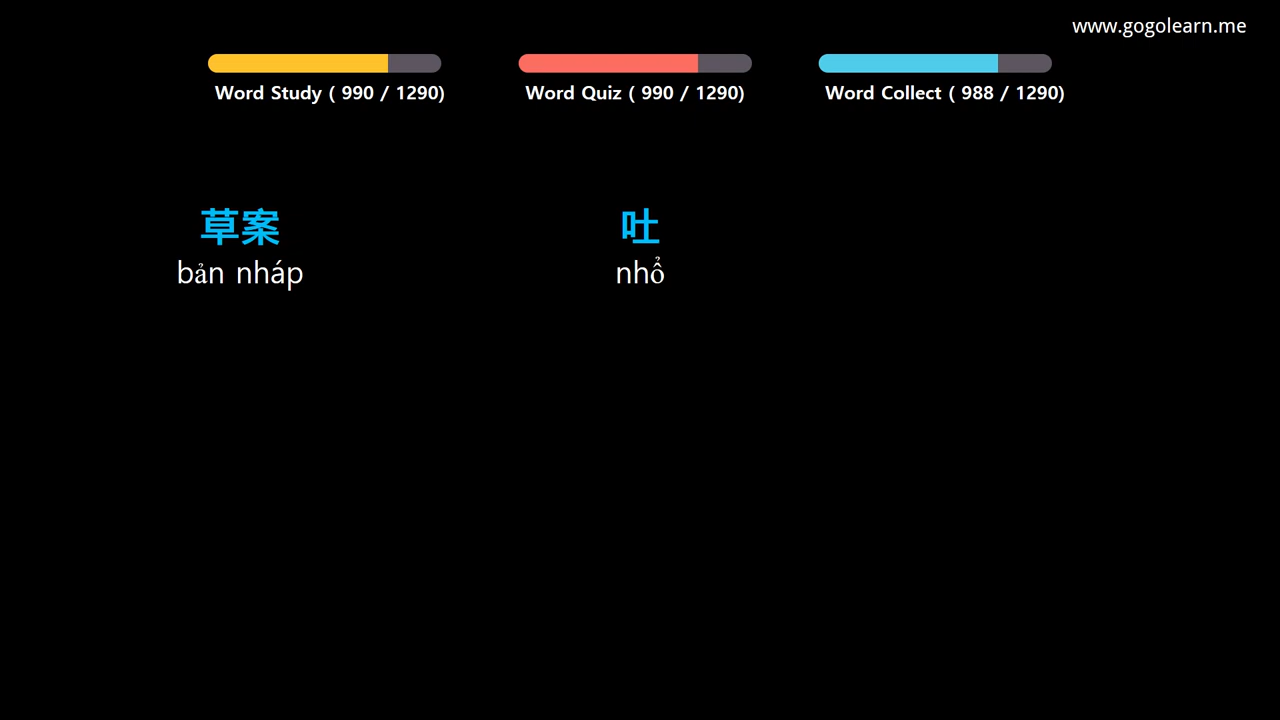 www.gogolearn.me
Word Study ( 990 / 1290)
Word Quiz ( 990 / 1290)
Word Collect ( 988 / 1290)
草案
bản nháp
吐
nhổ